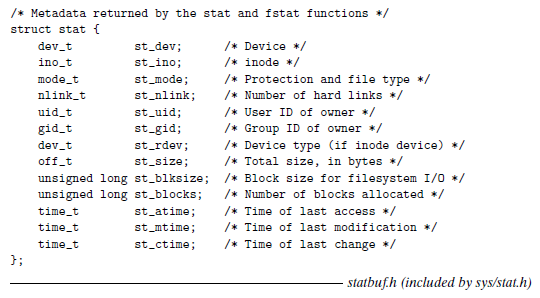 /* Metadata returned by the stat and fstat functions */
struct stat {
    dev_t         st_dev;     /* Device */
    ino_t         st_ino;     /* inode */
    mode_t        st_mode;    /* Protection and file type */
    nlink_t       st_nlink;   /* Number of hard links */
    uid_t         st_uid;     /* User ID of owner */
    gid_t         st_gid;     /* Group ID of owner */
    dev_t         st_rdev;    /* Device type (if inode device) */
    off_t         st_size;    /* Total size, in bytes */
    unsigned long st_blksize; /* Block size for filesystem I/O */
    unsigned long st_blocks;  /* Number of blocks allocated */
    time_t        st_atime;   /* Time of last access */
    time_t        st_mtime;   /* Time of last modification */
    time_t        st_ctime;   /* Time of last change */
};
statbuf.h (included by sys/stat.h)